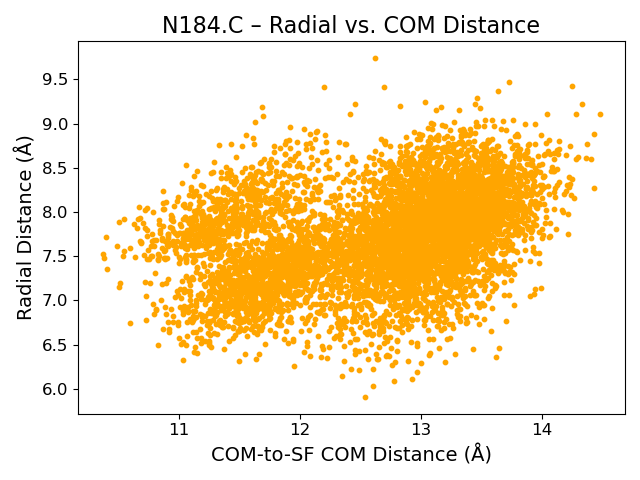 N184.C – Radial vs. COM Distance
Radial Distance (Å)
9.5
9.0
8.5
8.0
7.5
7.0
6.5
6.0
11 12 13 14
COM-to-SF COM Distance (Å)